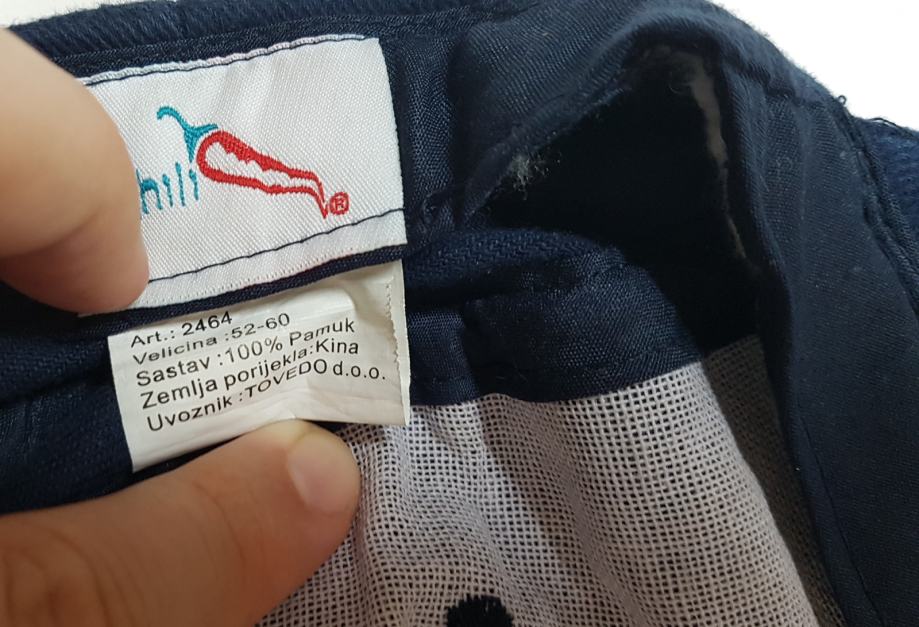 hili ®
Art.: 2464
Velicina :52-60
Sastav :100% Pamuk
Zemlja porijekla:Kina
Uvoznik :TOVEDO d.o.o.